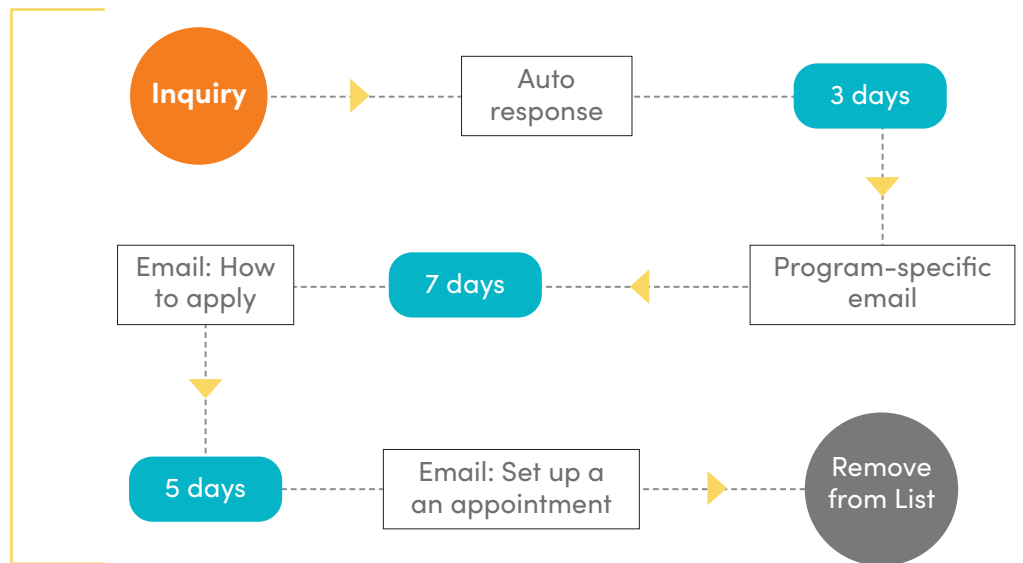 Inquiry
Auto
response
3 days
Program-specific
email
7 days
Email: How
to apply
5 days
Email: Set up a
an appointment
Remove
from List